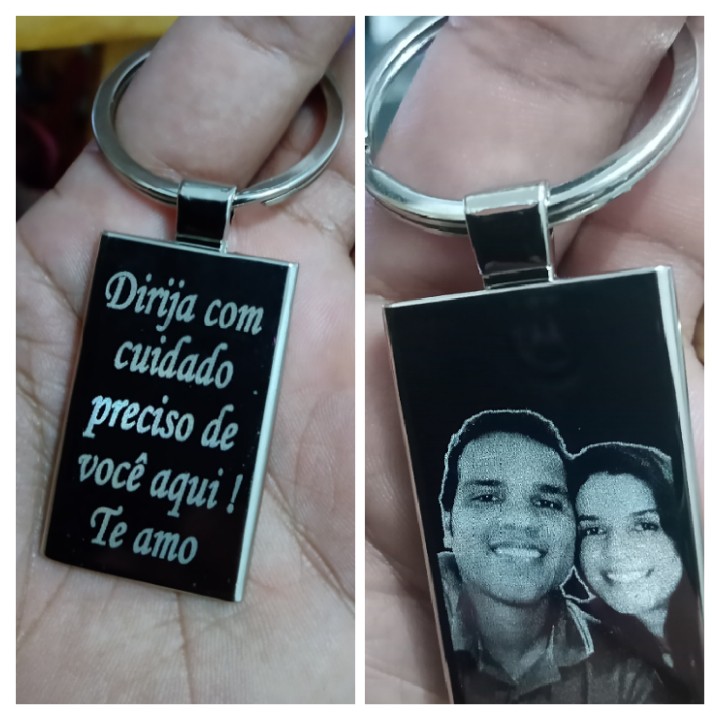 Dirija com
cuidado
preciso de
você aqui !
Te amo